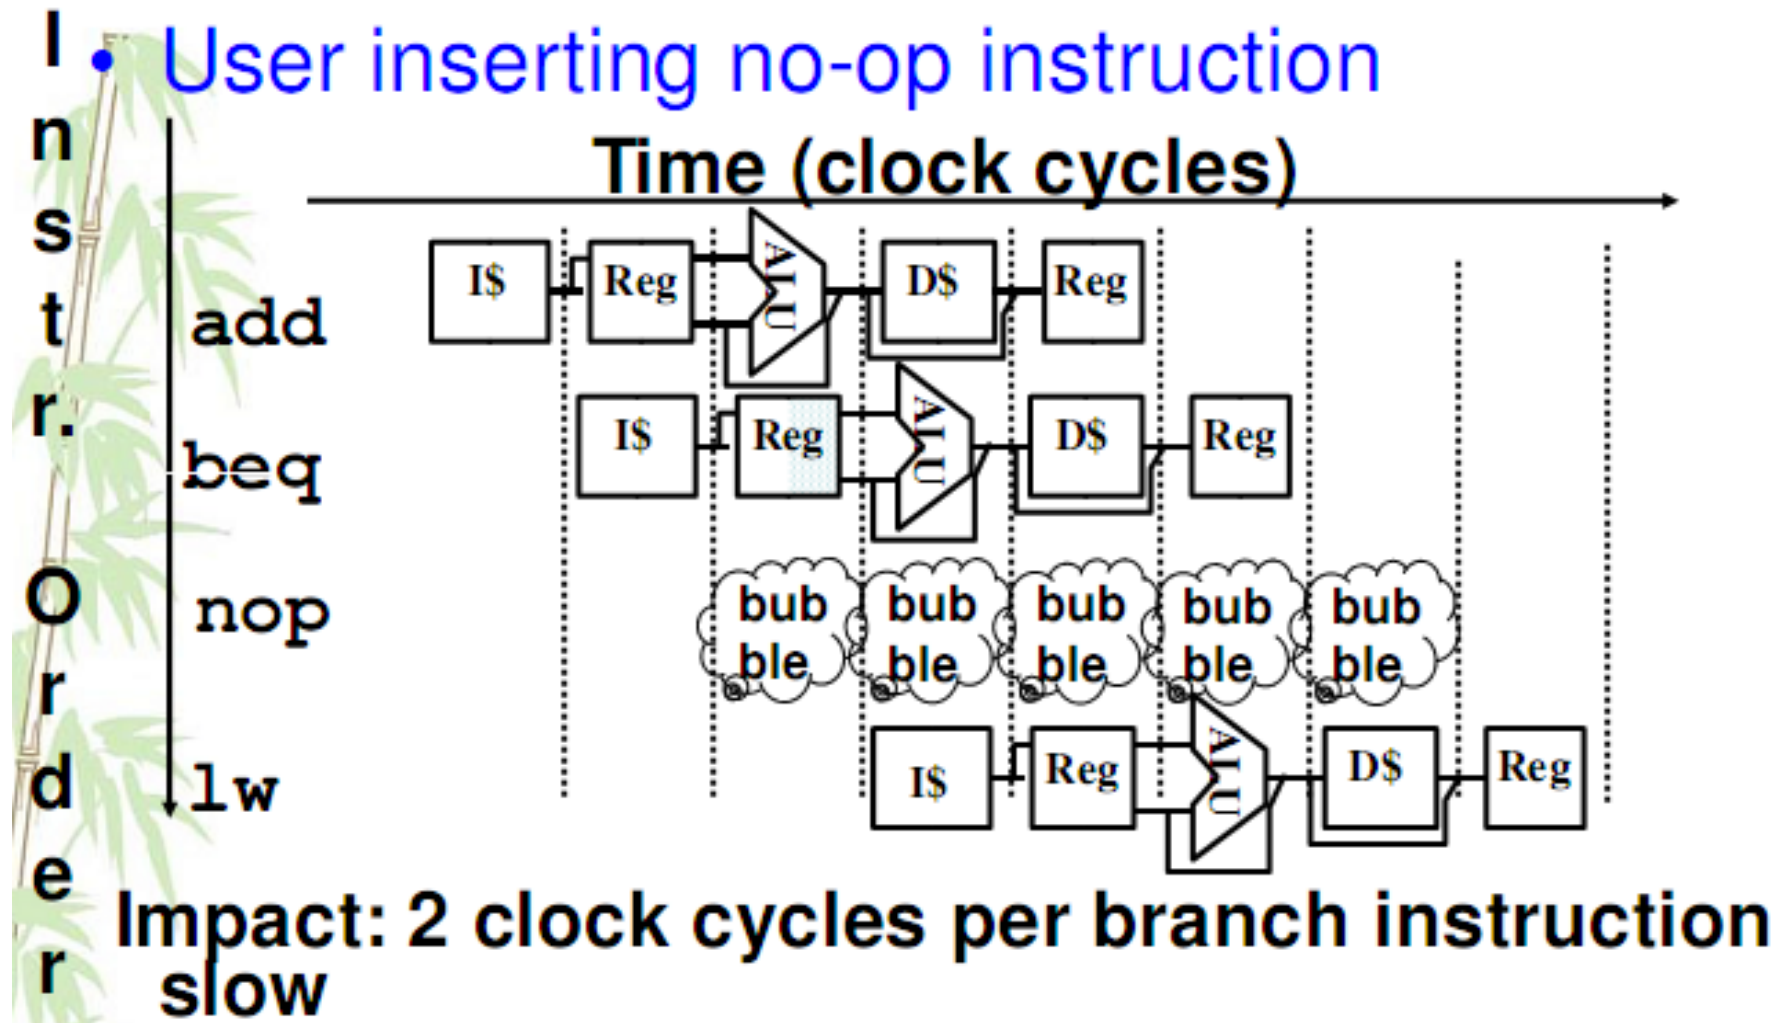 Instr. Order
• User inserting no-op instruction
Time (clock cycles)
add
I$ Reg ALU D$ Reg
beq
I$ Reg ALU D$ Reg
nop
bub bub bub bub bub
ble ble ble ble ble
lw
I$ Reg ALU D$ Reg
Impact: 2 clock cycles per branch instruction
slow